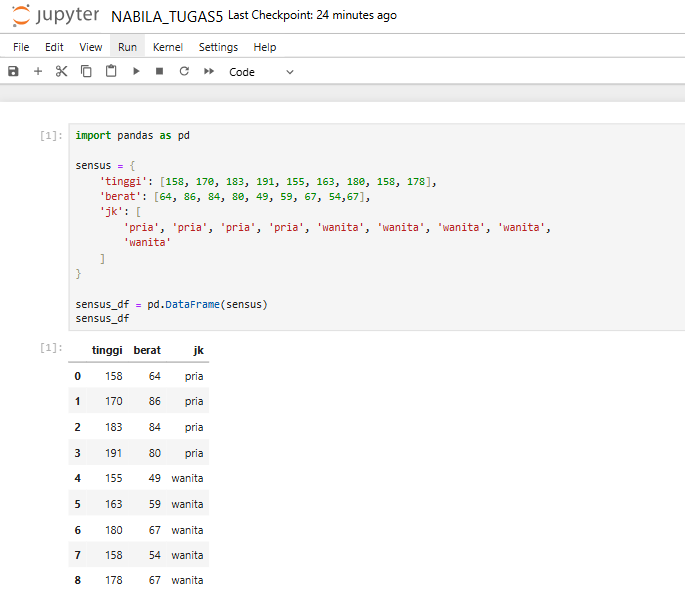 jupyter NABILA_TUGAS5 Last Checkpoint: 24 minutes ago
File Edit View Run Kernel Settings Help
Code
[1]: import pandas as pd
sensus = {
'tinggi': [158, 170, 183, 191, 155, 163, 180, 158, 178],
'berat': [64, 86, 84, 80, 49, 59, 67, 54,67],
'jk': [
'pria', 'pria', 'pria', 'pria', 'wanita', 'wanita', 'wanita', 'wanita',
'wanita'
]
}
sensus_df = pd.DataFrame(sensus)
sensus_df
[1]: tinggi berat jk
0 158 64 pria
1 170 86 pria
2 183 84 pria
3 191 80 pria
4 155 49 wanita
5 163 59 wanita
6 180 67 wanita
7 158 54 wanita
8 178 67 wanita